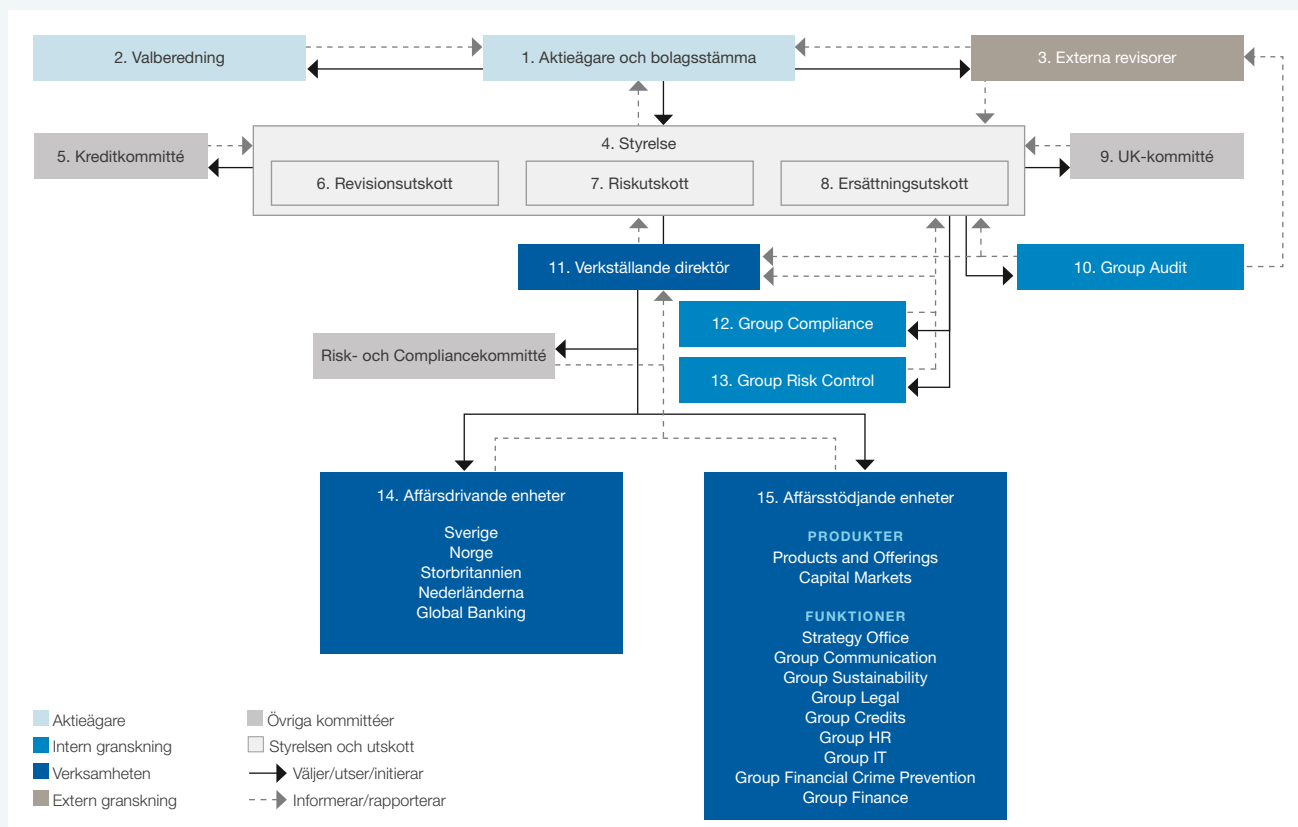 2. Valberedning
1. Aktieägare och bolagsstämma
3. Externa revisorer
4. Styrelse
5. Kreditkommitté
9. UK-kommitté
6. Revisionsutskott
7. Riskutskott
8. Ersättningsutskott
11. Verkställande direktör
10. Group Audit
12. Group Compliance
Risk- och Compliancekommitté
13. Group Risk Control
14. Affärsdrivande enheter
Sverige
Norge
Storbritannien
Nederländerna
Global Banking
15. Affärsstödjande enheter
PRODUKTER
Products and Offerings
Capital Markets
FUNKTIONER
Strategy Office
Group Communication
Group Sustainability
Group Legal
Group Credits
Group HR
Group IT
Group Financial Crime Prevention
Group Finance
Aktieägare
Intern granskning
Verksamheten
Extern granskning
Övriga kommittéer
Styrelsen och utskott
Väljer/utser/initierar
Informerar/rapporterar